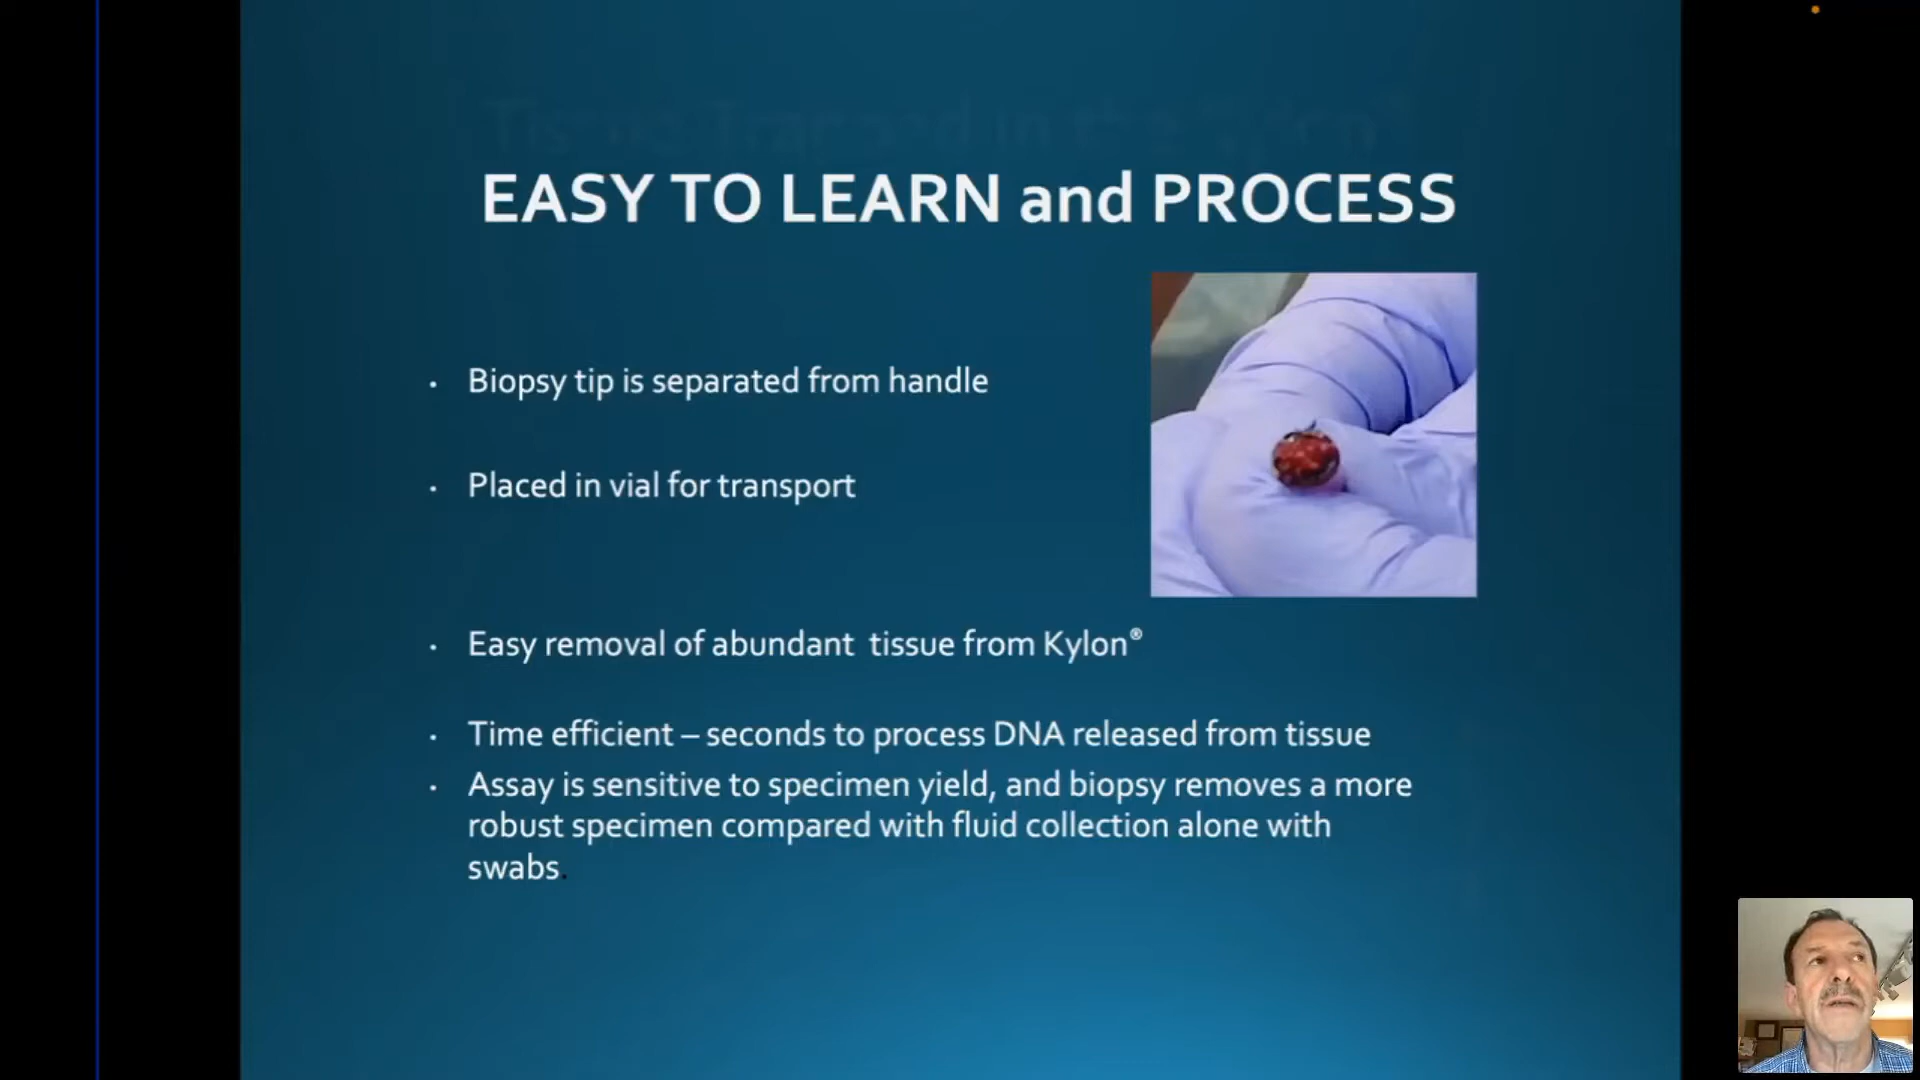 EASY TO LEARN and PROCESS
• Biopsy tip is separated from handle
• Placed in vial for transport
• Easy removal of abundant tissue from Kylon®
• Time efficient – seconds to process DNA released from tissue
• Assay is sensitive to specimen yield, and biopsy removes a more
robust specimen compared with fluid collection alone with
swabs.